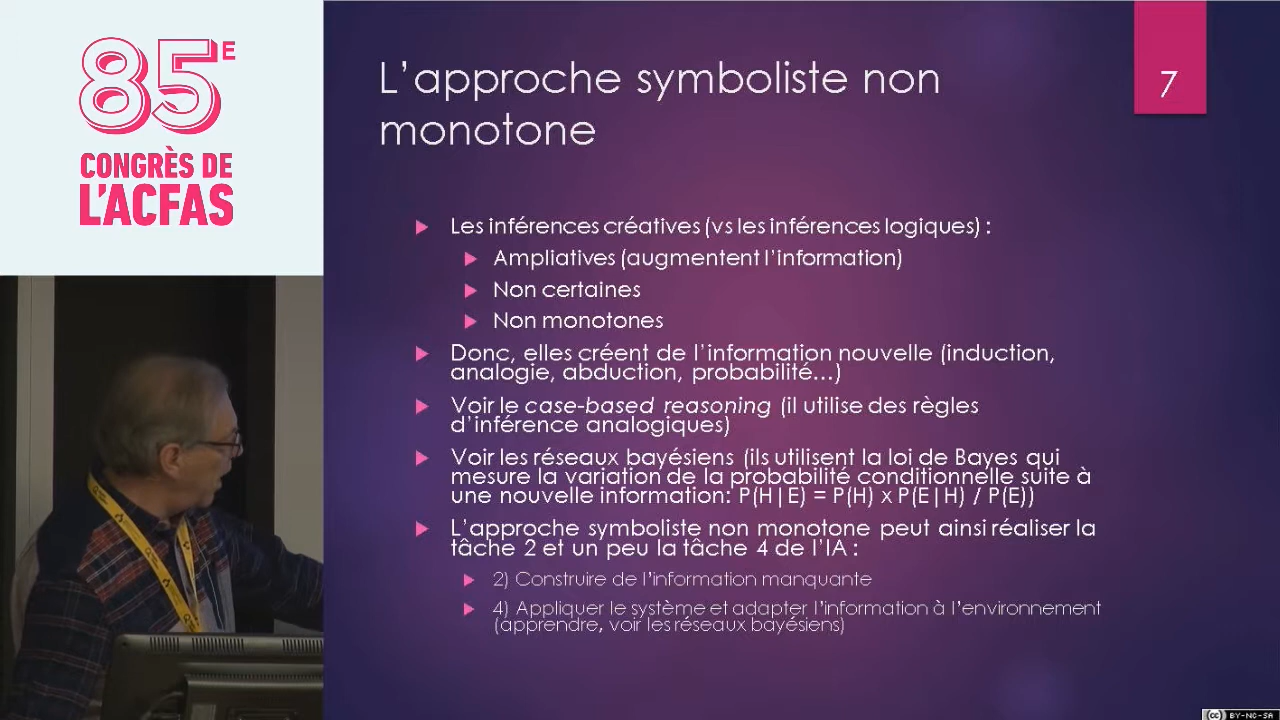 85E
CONGRÈS DE
L'ACFAS
L'approche symboliste non
monotone
7
Les inférences créatives (vs les inférences logiques) :
Ampliatives (augmentent l'information)
Non certaines
Non monotones
Donc, elles créent de l'information nouvelle (induction,
analogie, abduction, probabilité…)
Voir le case-based reasoning (il utilise des règles
d'inférence analogiques)
Voir les réseaux bayésiens (ils utilisent la loi de Bayes qui
mesure la variation de la probabilité conditionnelle suite à
une nouvelle information: P(H|E) = P(H) x P(E|H) / P(E))
L'approche symboliste non monotone peut ainsi réaliser la
tâche 2 et un peu la tâche 4 de l'IA :
2) Construire de l'information manquante
4) Appliquer le système et adapter l'information à l'environnement
(apprendre, voir les réseaux bayésiens)
cc BY-NC-SA